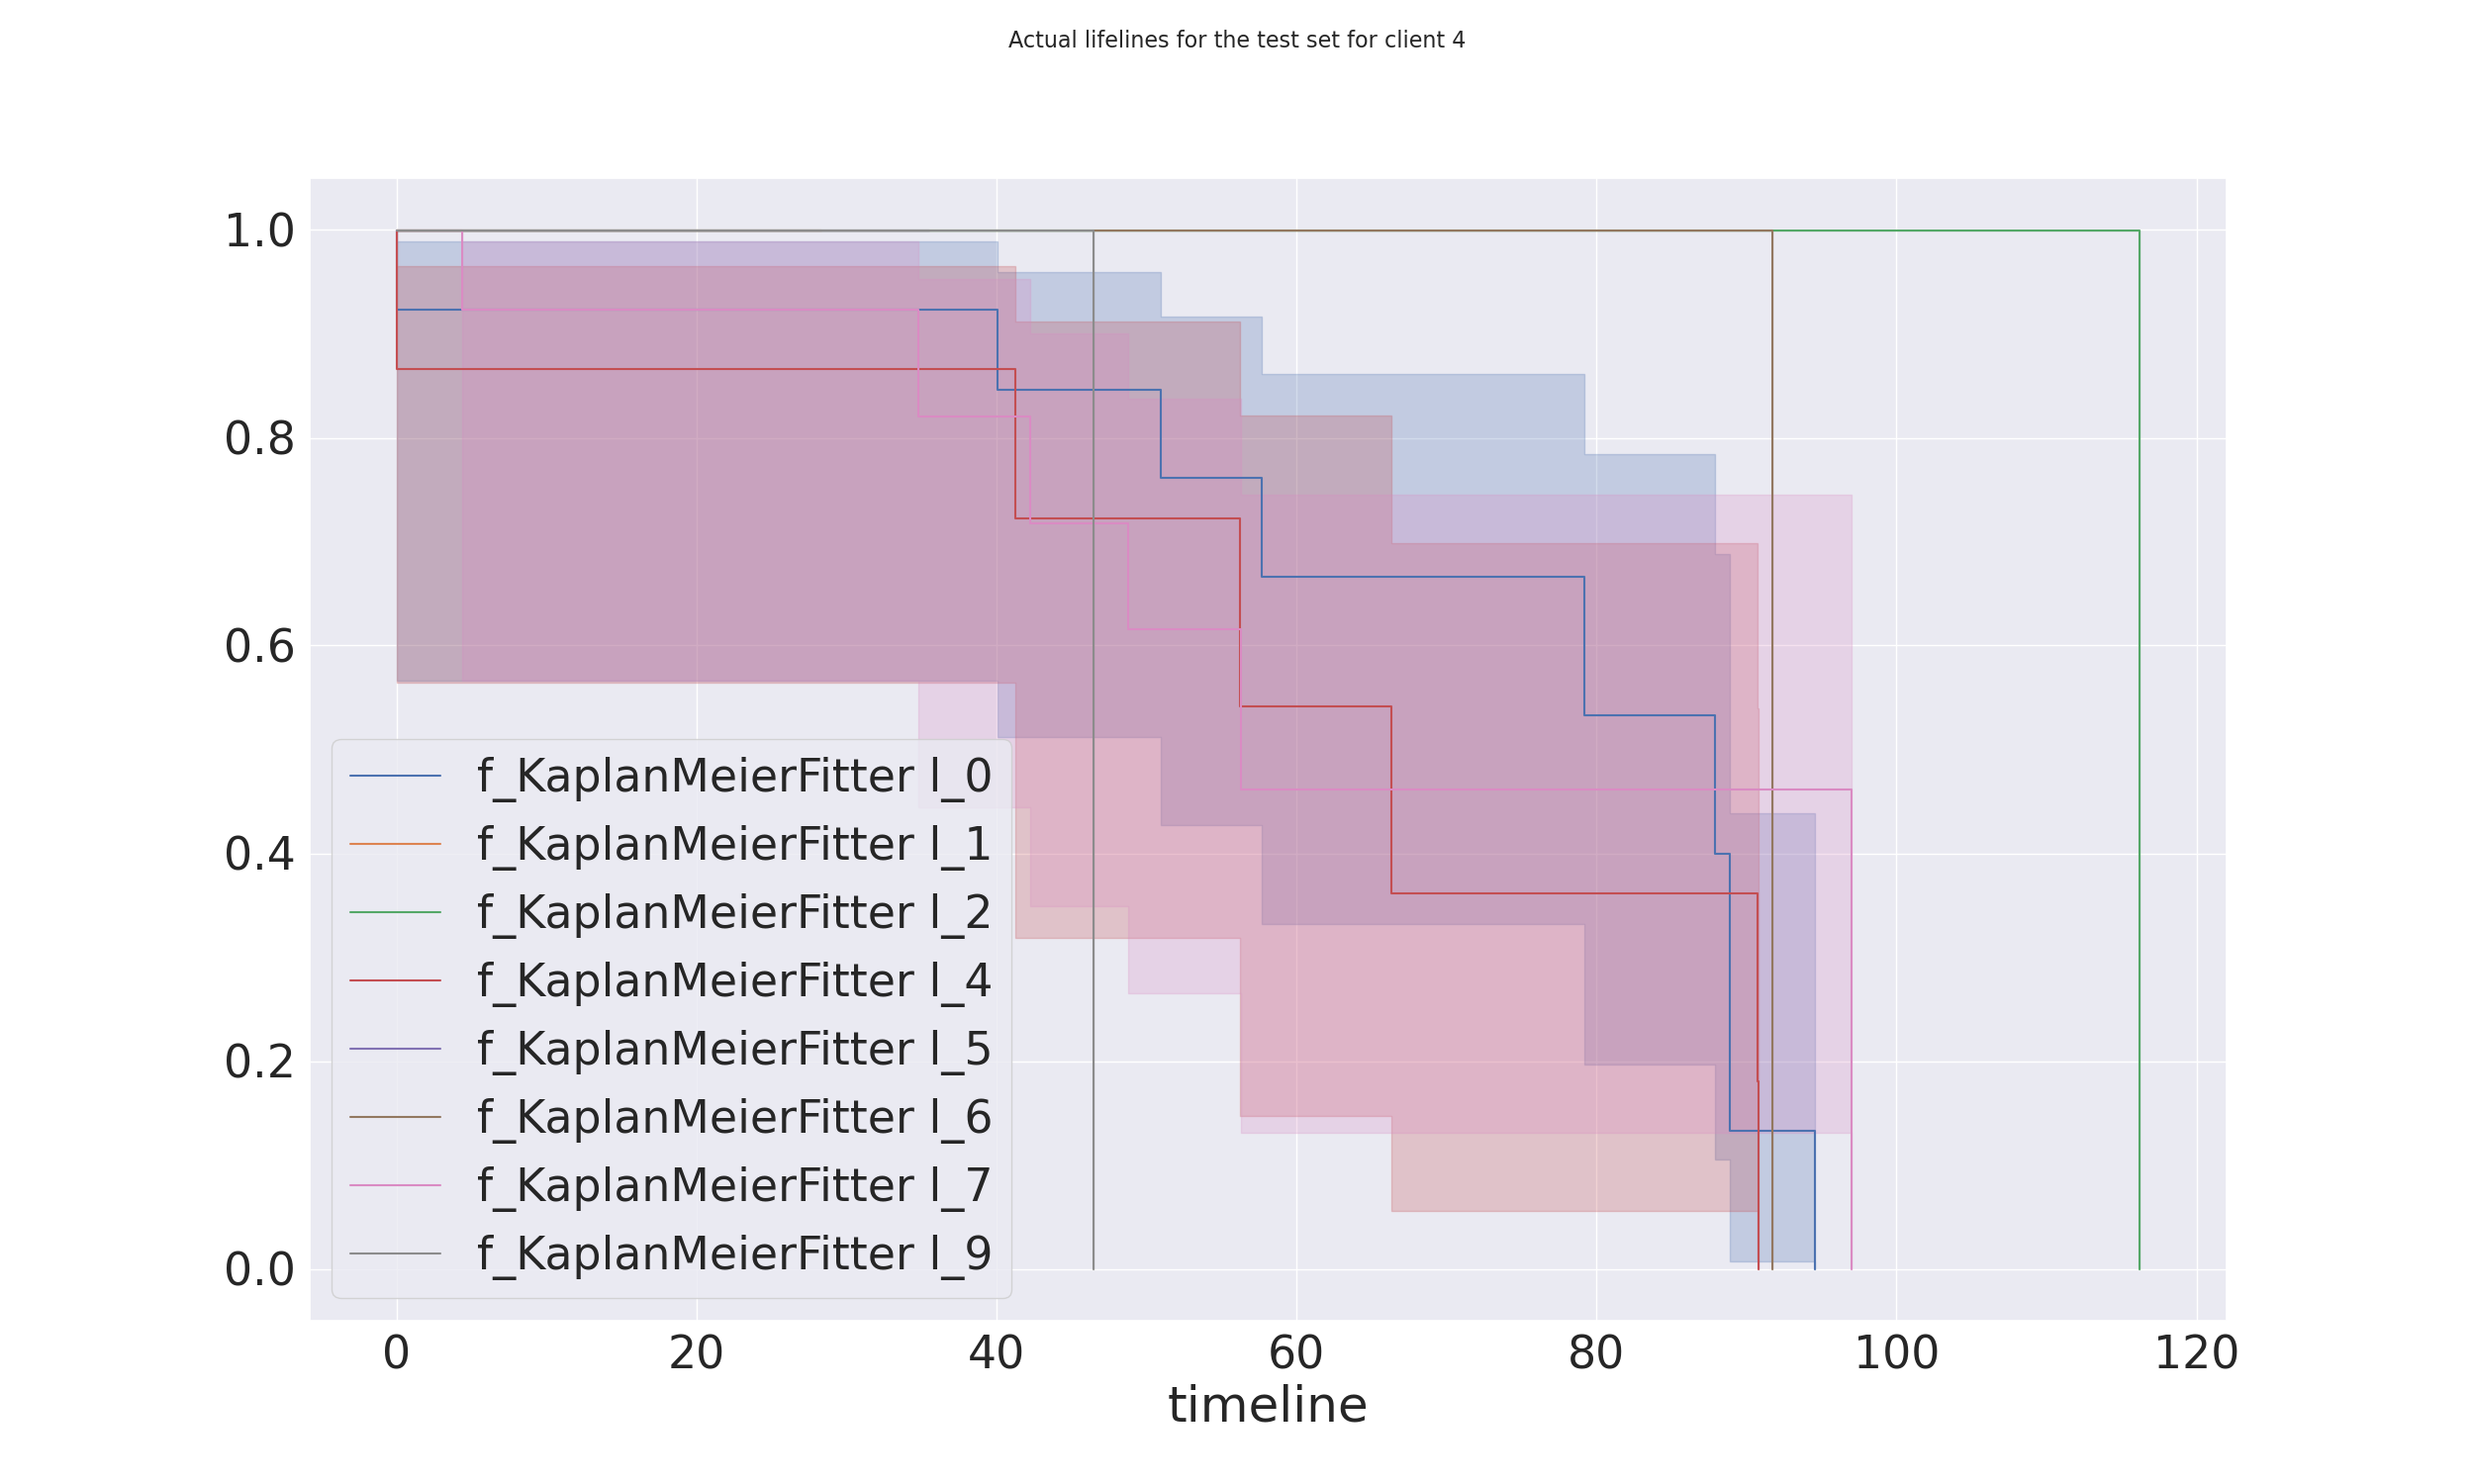 Actual lifelines for the test set for client 4
1.0
0.8
0.6
0.4
0.2
0.0
f_KaplanMeierFitter l_0
f_KaplanMeierFitter l_1
f_KaplanMeierFitter l_2
f_KaplanMeierFitter l_4
f_KaplanMeierFitter l_5
f_KaplanMeierFitter l_6
f_KaplanMeierFitter l_7
f_KaplanMeierFitter l_9
0 20 40 60 80 100 120
timeline